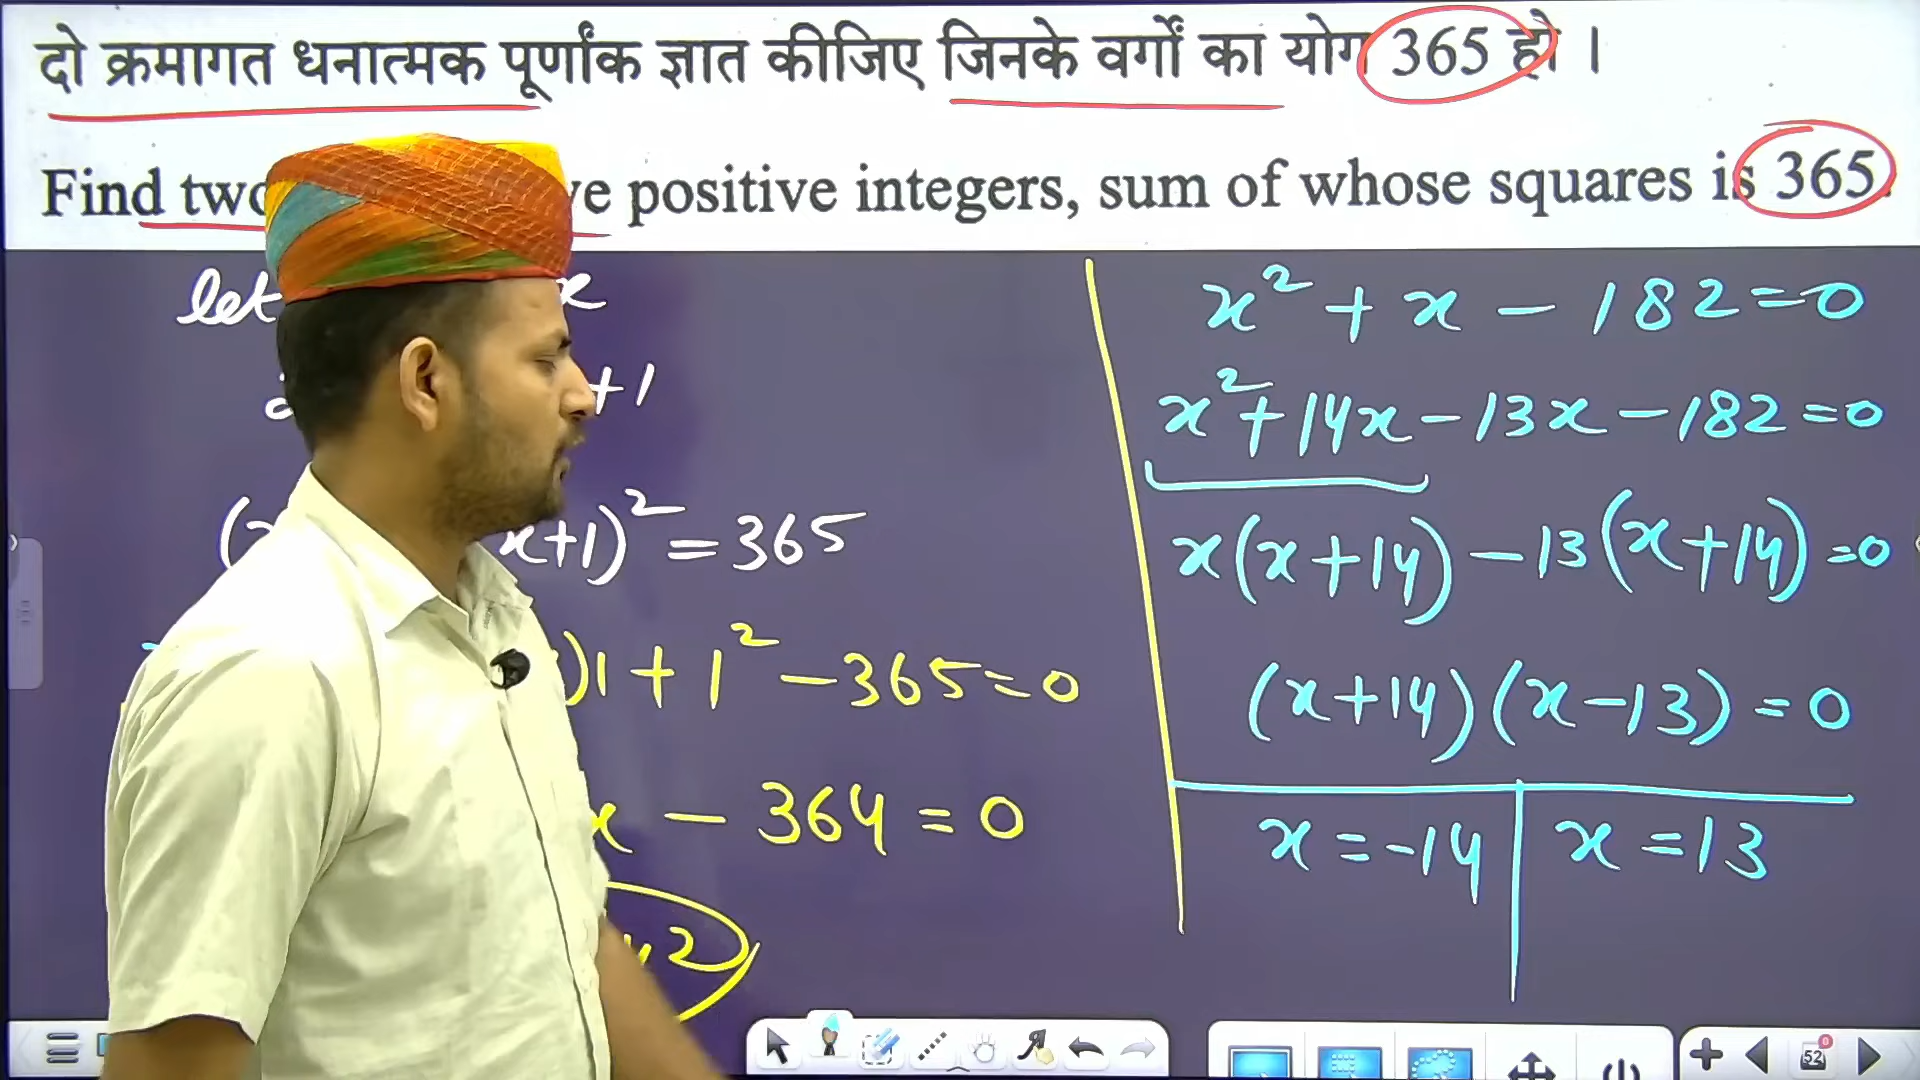 दो क्रमागत धनात्मक पूर्णांक ज्ञात कीजिए जिनके वर्गों का योग 365 हो ।
Find two positive integers, sum of whose squares is 365.
let x
+1
x+1)² = 365
)1 + 1² - 365 = 0
x - 364 = 0
2
x² + x - 182 = 0
x² + 14x - 13x - 182 = 0
x(x+14) - 13(x+14) = 0
(x+14)(x-13) = 0
x = -14
x = 13
52